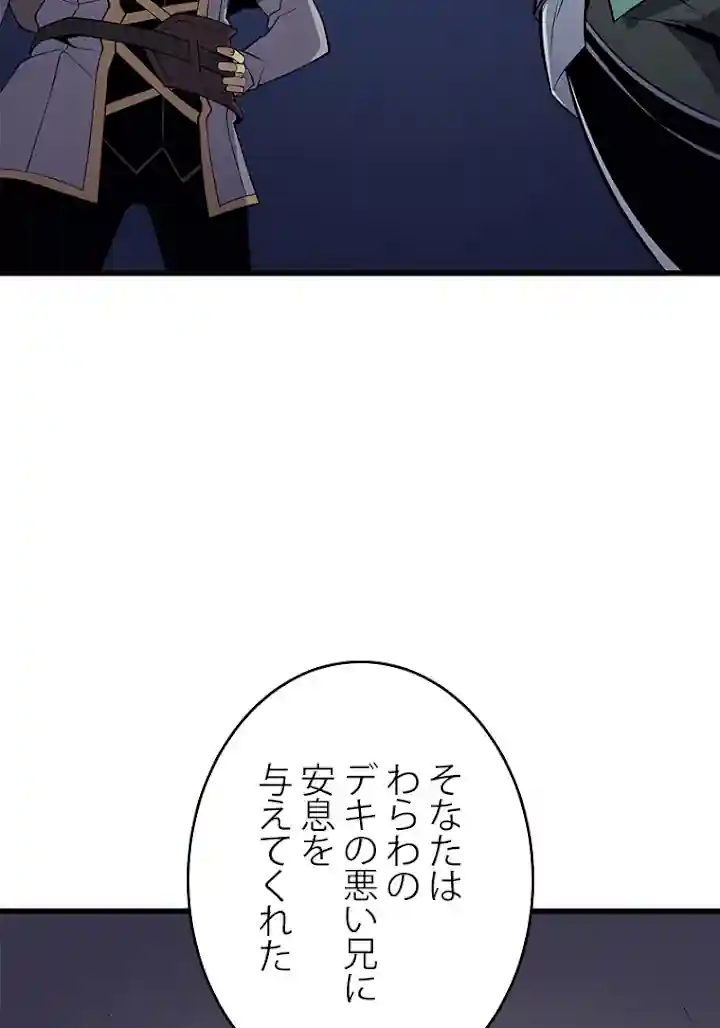 そなたは
わらわの
デキの悪い兄に
安息を
与えてくれた